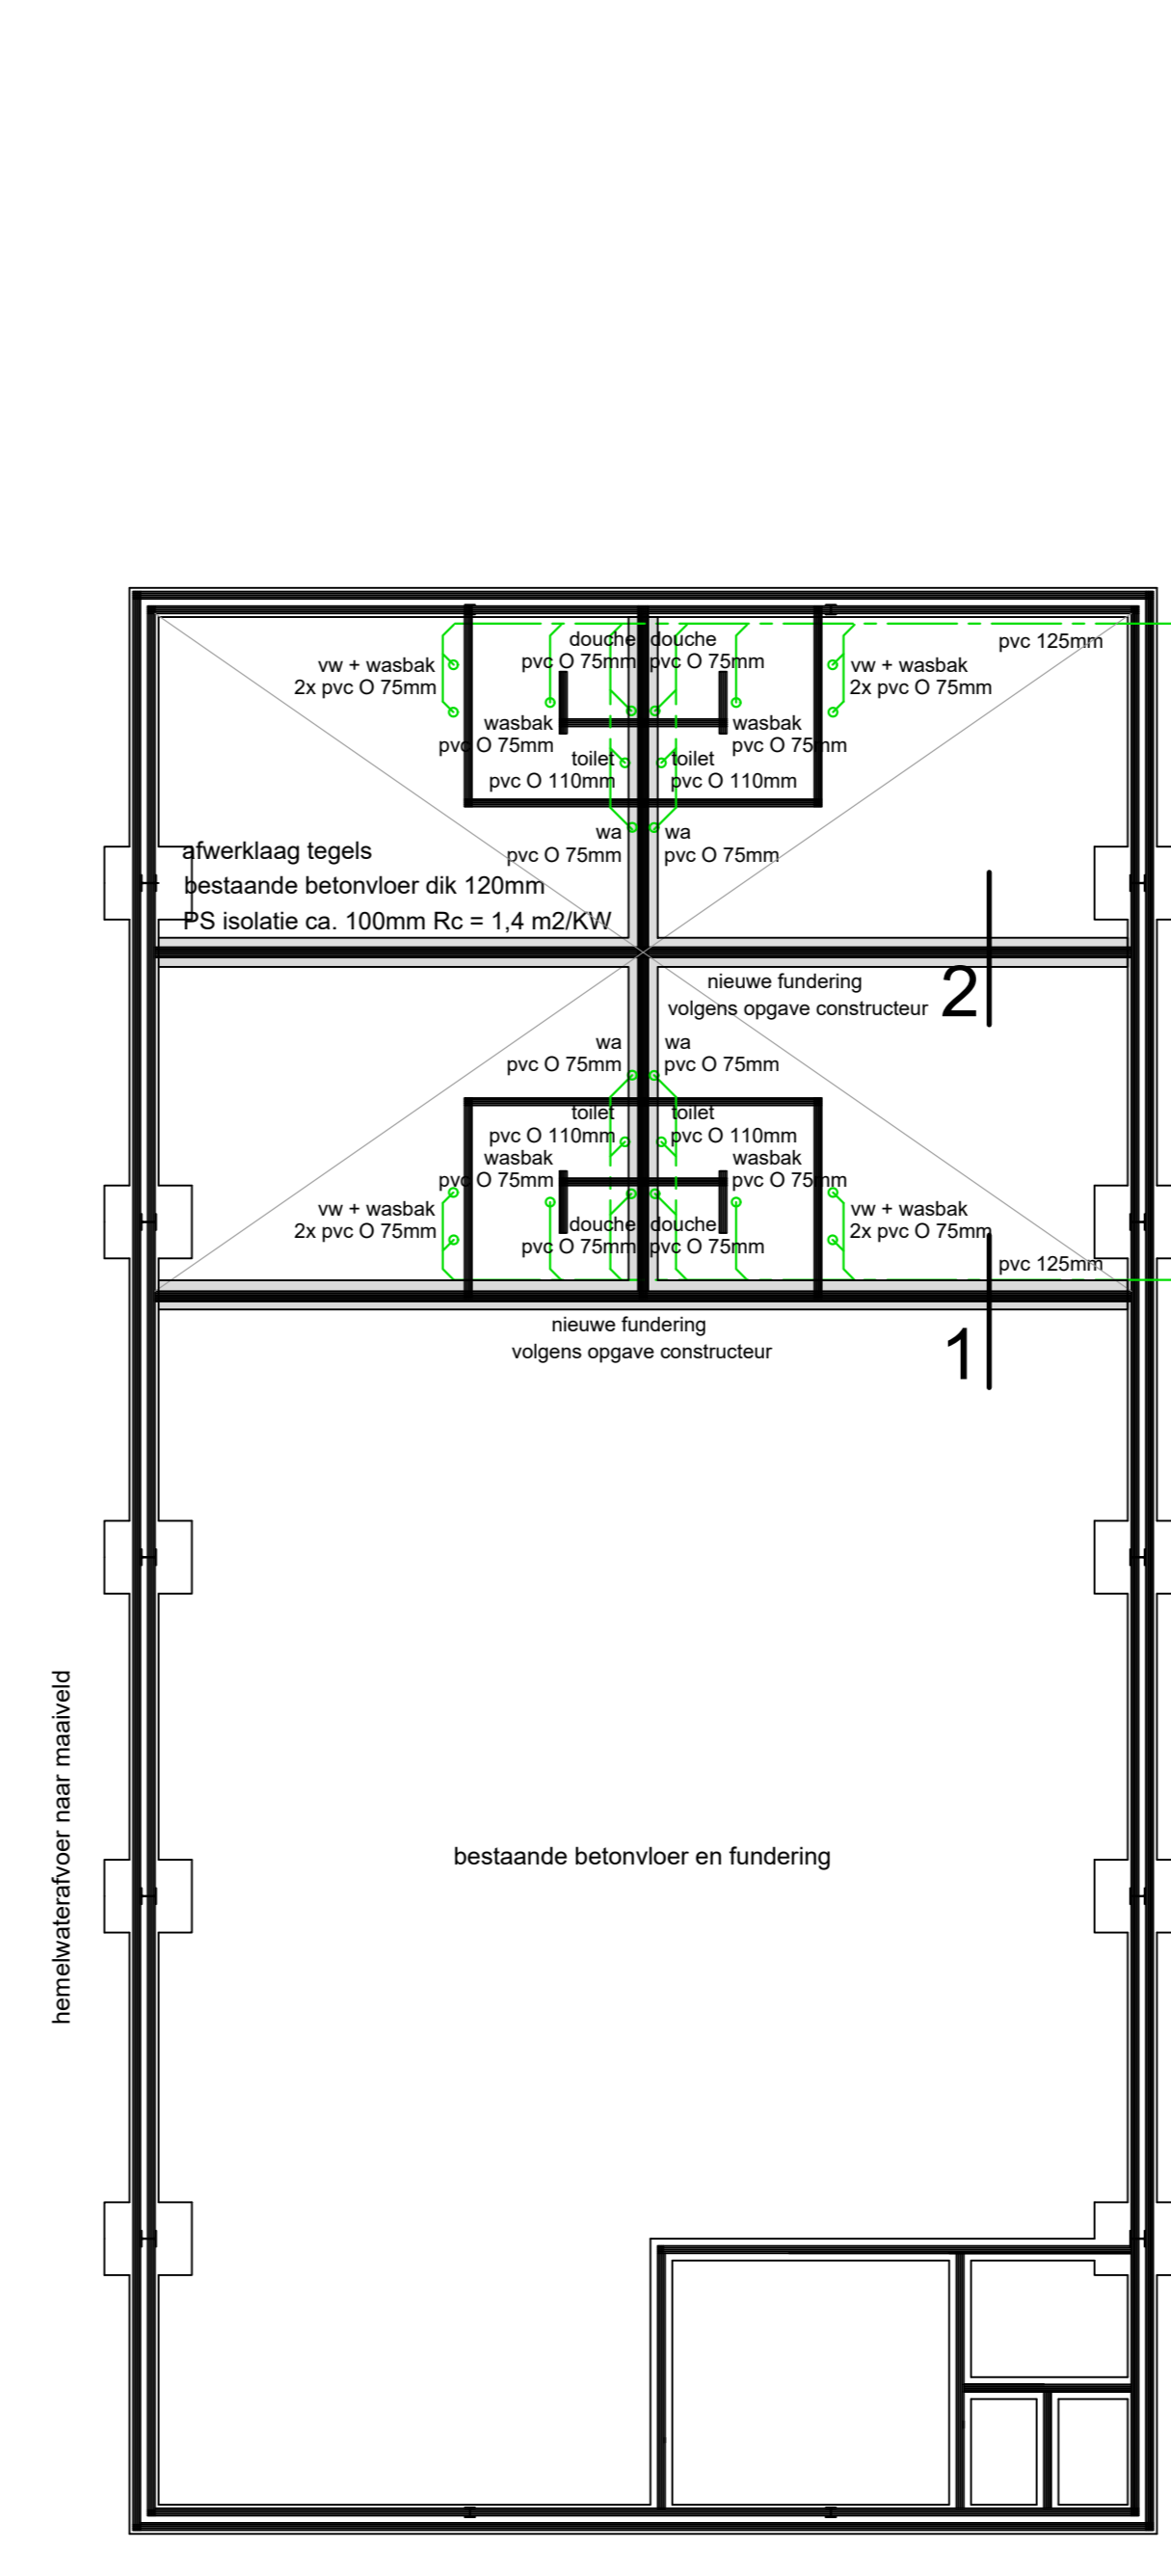 douche
douche
pvc O 75mm
pvc O 75mm
pvc 125mm
vw + wasbak
2x pvc O 75mm
vw + wasbak
2x pvc O 75mm
wasbak
pvc O 75mm
wasbak
pvc O 75mm
toilet
pvc O 110mm
toilet
pvc O 110mm
wa
pvc O 75mm
wa
pvc O 75mm
afwerklaag tegels
bestaande betonvloer dik 120mm
PS isolatie ca. 100mm Rc = 1,4 m2/KW
nieuwe fundering
volgens opgave constructeur
2
wa
pvc O 75mm
wa
pvc O 75mm
toilet
pvc O 110mm
toilet
pvc O 110mm
wasbak
pvc O 75mm
wasbak
pvc O 75mm
vw + wasbak
2x pvc O 75mm
vw + wasbak
2x pvc O 75mm
douche
douche
pvc O 75mm
pvc O 75mm
pvc 125mm
nieuwe fundering
volgens opgave constructeur
1
hemelwaterafvoer naar maaiveld
bestaande betonvloer en fundering